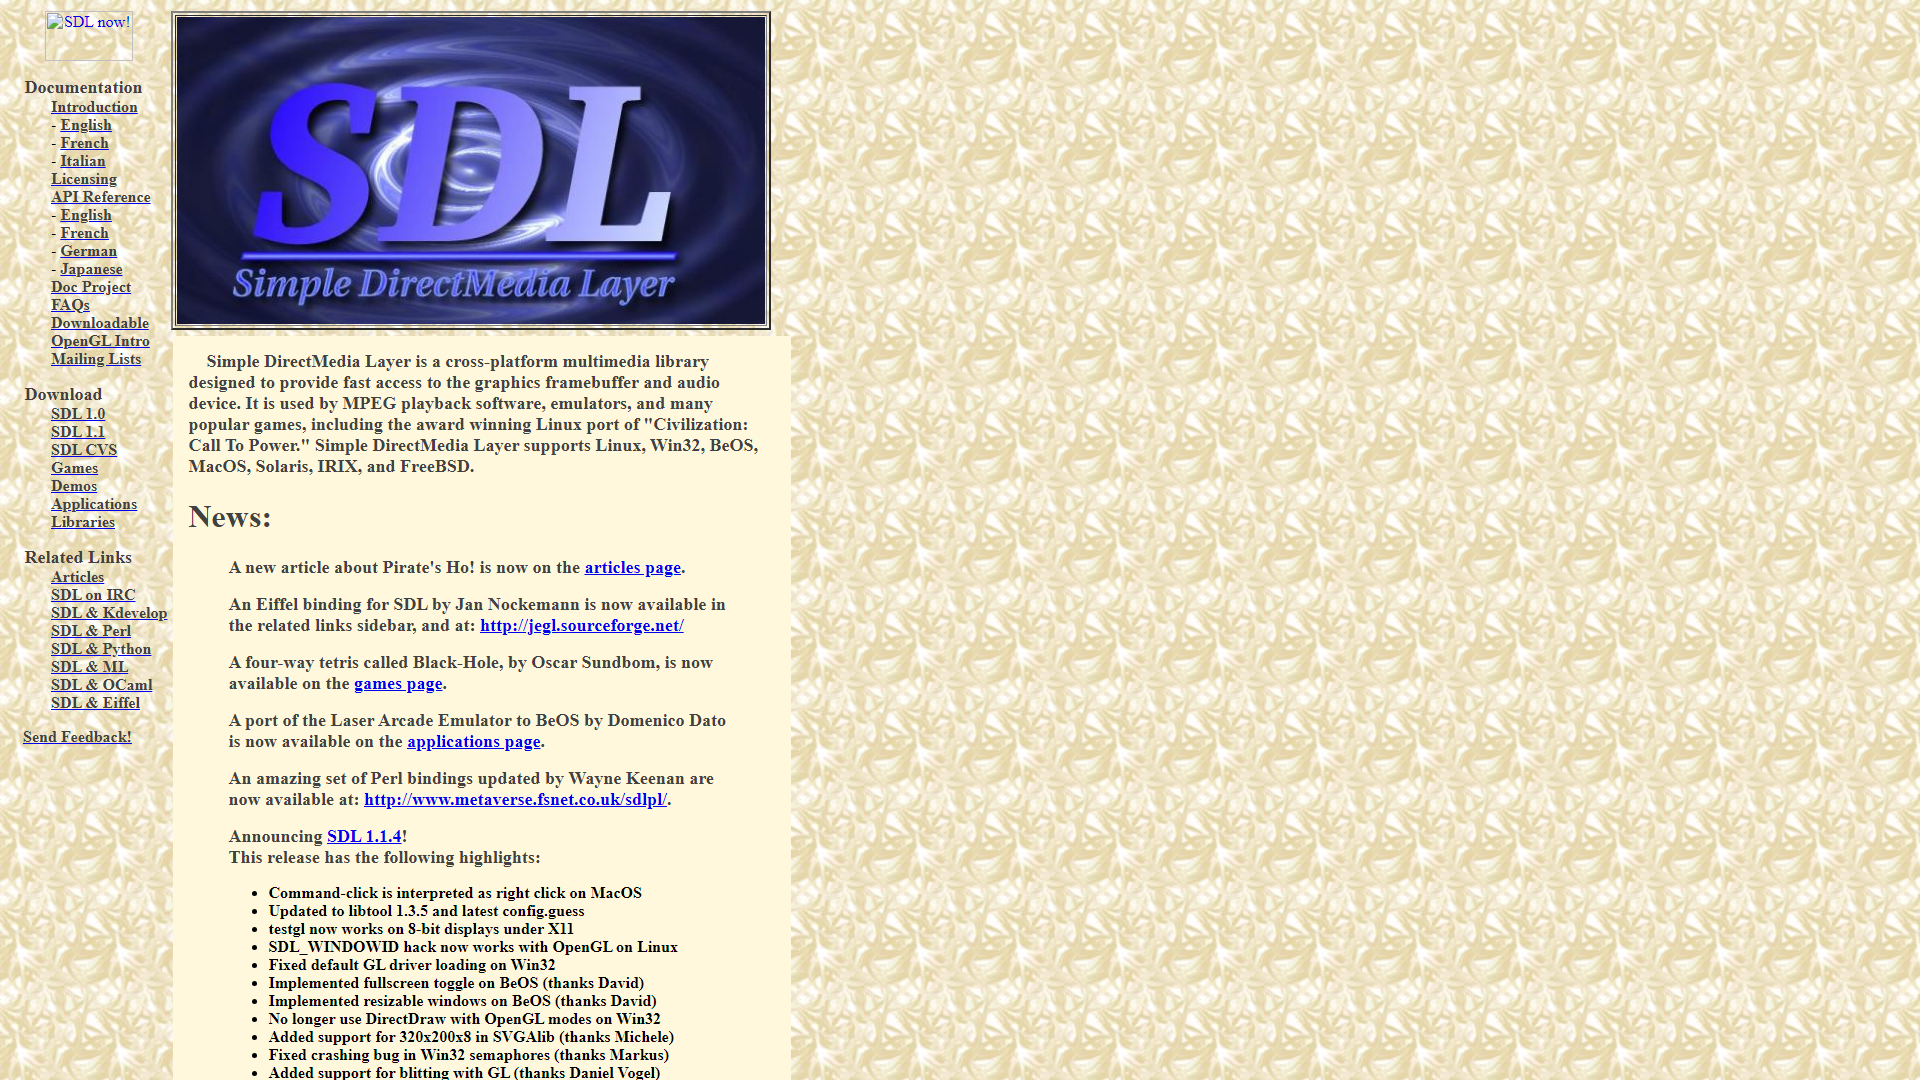 SDL now!
Documentation
Introduction
- English
- French
- Italian
Licensing
API Reference
- English
- French
- German
- Japanese
Doc Project
FAQs
Downloadable
OpenGL Intro
Mailing Lists
Download
SDL 1.0
SDL 1.1
SDL CVS
Games
Demos
Applications
Libraries
Related Links
Articles
SDL on IRC
SDL & Kdevelop
SDL & Perl
SDL & Python
SDL & ML
SDL & OCaml
SDL & Eiffel
Send Feedback!
SDL
Simple DirectMedia Layer
Simple DirectMedia Layer is a cross-platform multimedia library
designed to provide fast access to the graphics framebuffer and audio
device. It is used by MPEG playback software, emulators, and many
popular games, including the award winning Linux port of "Civilization:
Call To Power." Simple DirectMedia Layer supports Linux, Win32, BeOS,
MacOS, Solaris, IRIX, and FreeBSD.
News:
A new article about Pirate's Ho! is now on the articles page.
An Eiffel binding for SDL by Jan Nockemann is now available in
the related links sidebar, and at: http://jegl.sourceforge.net/
A four-way tetris called Black-Hole, by Oscar Sundbom, is now
available on the games page.
A port of the Laser Arcade Emulator to BeOS by Domenico Dato
is now available on the applications page.
An amazing set of Perl bindings updated by Wayne Keenan are
now available at: http://www.metaverse.fsnet.co.uk/sdlpl/.
Announcing SDL 1.1.4!
This release has the following highlights:
• Command-click is interpreted as right click on MacOS
• Updated to libtool 1.3.5 and latest config.guess
• testgl now works on 8-bit displays under X11
• SDL_WINDOWID hack now works with OpenGL on Linux
• Fixed default GL driver loading on Win32
• Implemented fullscreen toggle on BeOS (thanks David)
• Implemented resizable windows on BeOS (thanks David)
• No longer use DirectDraw with OpenGL modes on Win32
• Added support for 320x200x8 in SVGAlib (thanks Michele)
• Fixed crashing bug in Win32 semaphores (thanks Markus)
• Added support for blitting with GL (thanks Daniel Vogel)